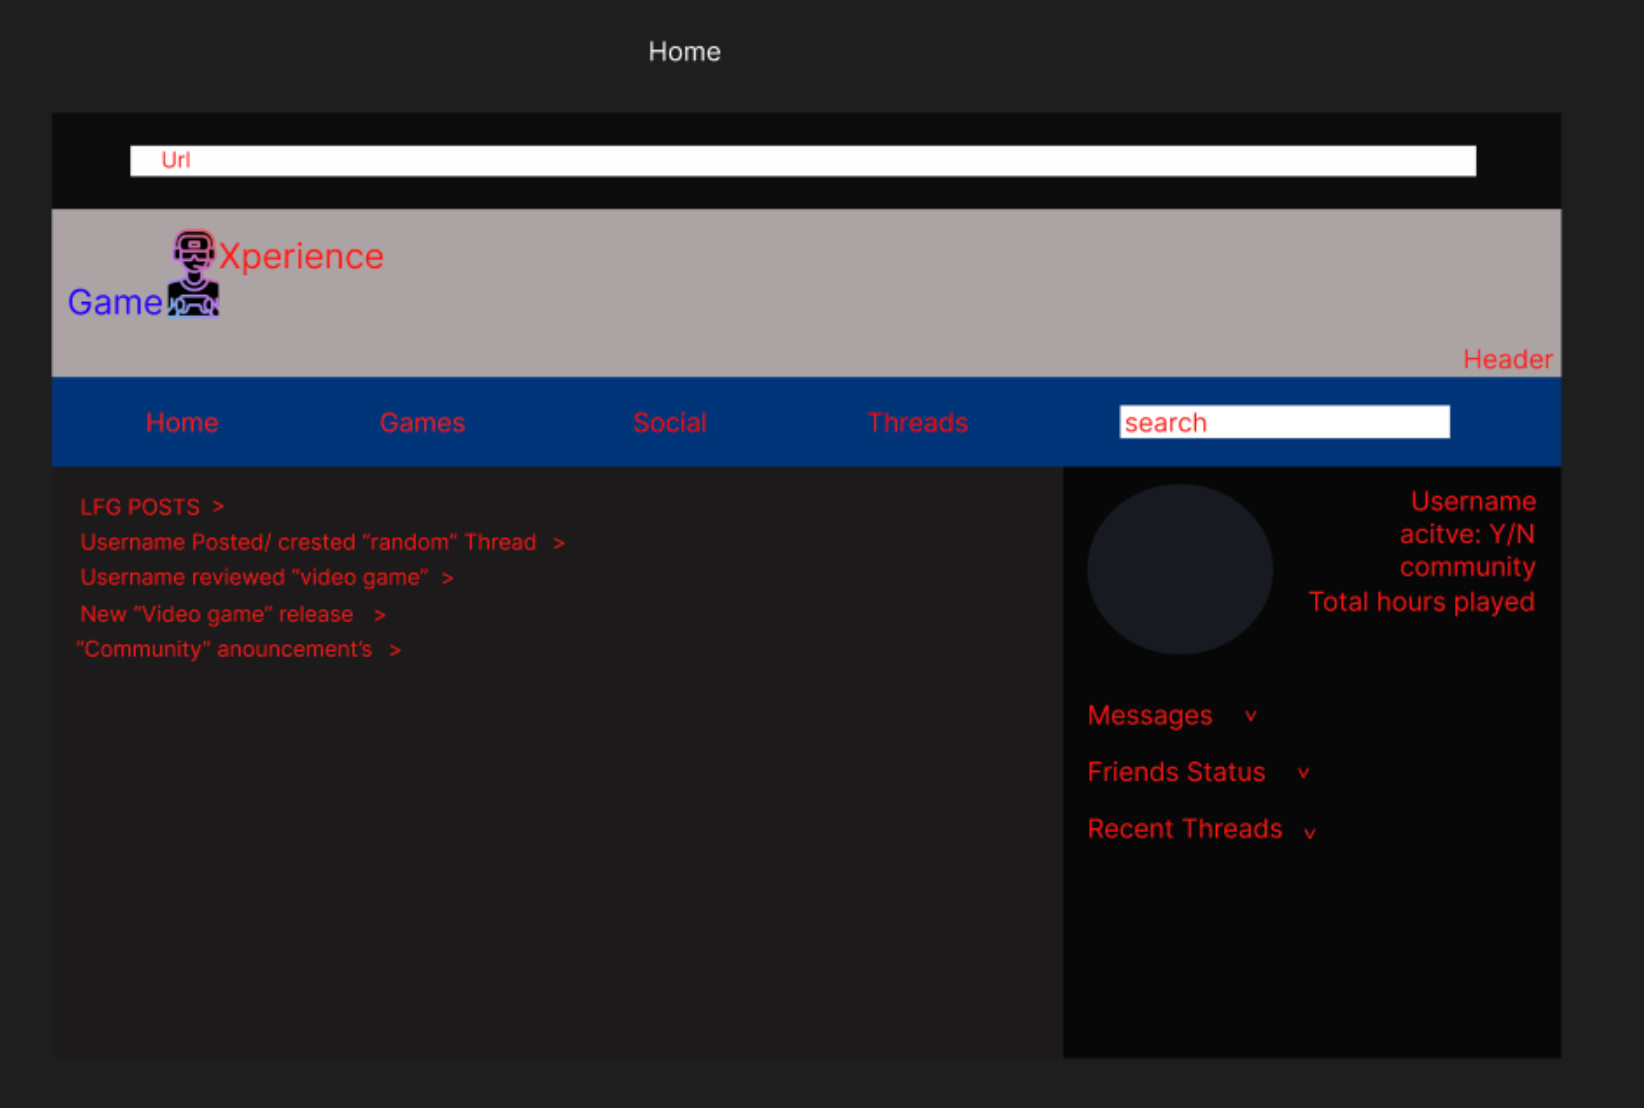 Home
Url
Xperience
Game
Header
Home Games Social Threads search
LFG POSTS >
Username Posted/ crested "random" Thread >
Username reviewed "video game" >
New "Video game" release >
"Community" anouncement's >
Username
acitve: Y/N
community
Total hours played
Messages v
Friends Status v
Recent Threads v